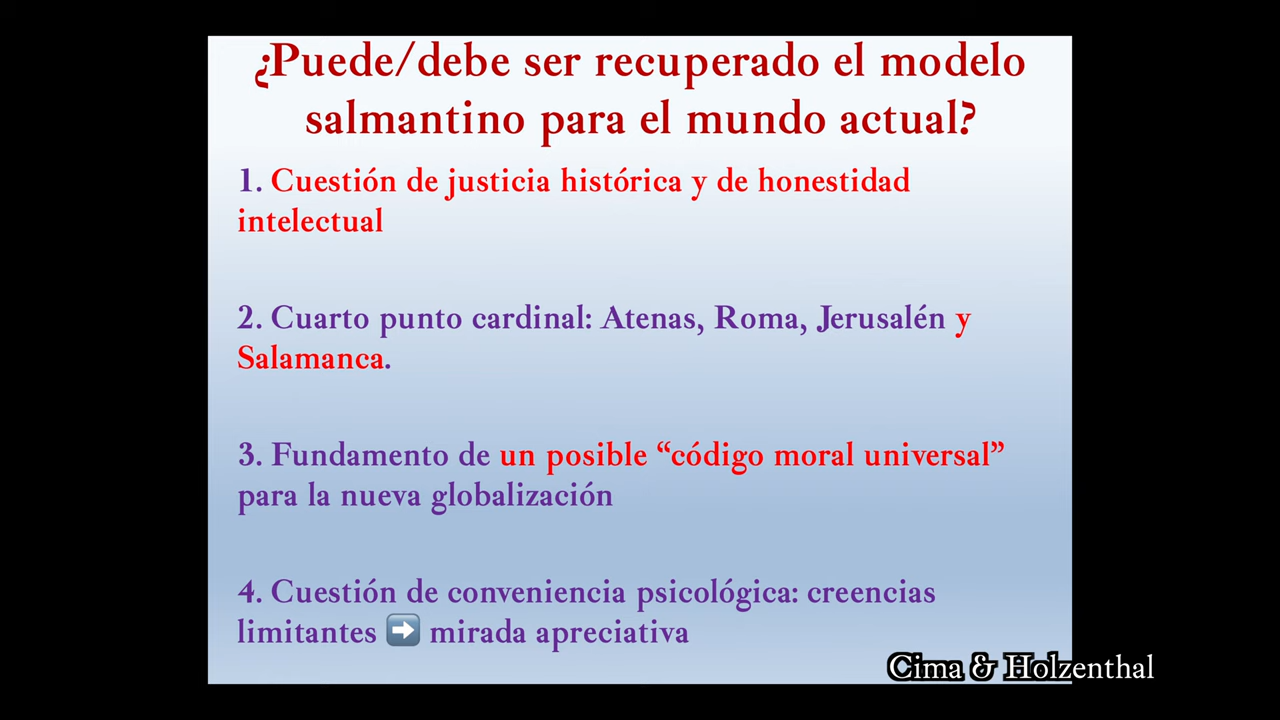 ¿Puede/debe ser recuperado el modelo
salmantino para el mundo actual?
1. Cuestión de justicia histórica y de honestidad
intelectual
2. Cuarto punto cardinal: Atenas, Roma, Jerusalén y
Salamanca.
3. Fundamento de un posible “código moral universal”
para la nueva globalización
4. Cuestión de conveniencia psicológica: creencias
limitantes ➡ mirada apreciativa
Cima & Holzenthal